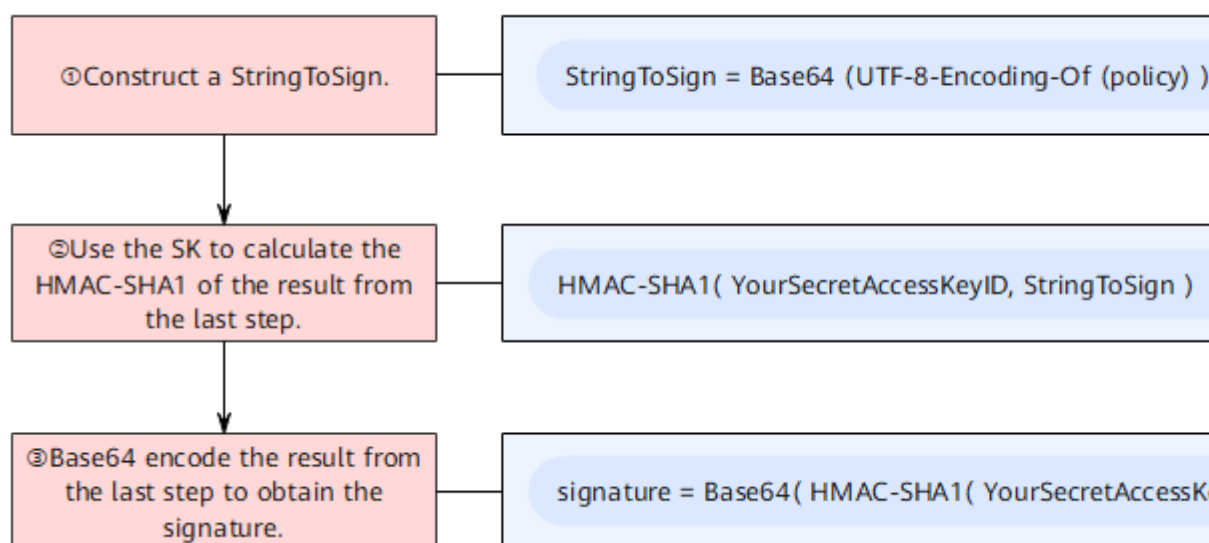 ①Construct a StringToSign.
StringToSign = Base64 (UTF-8-Encoding-Of (policy) )
②Use the SK to calculate the
HMAC-SHA1 of the result from
the last step.
HMAC-SHA1( YourSecretAccessKeyID, StringToSign )
③Base64 encode the result from
the last step to obtain the
signature.
signature = Base64( HMAC-SHA1(